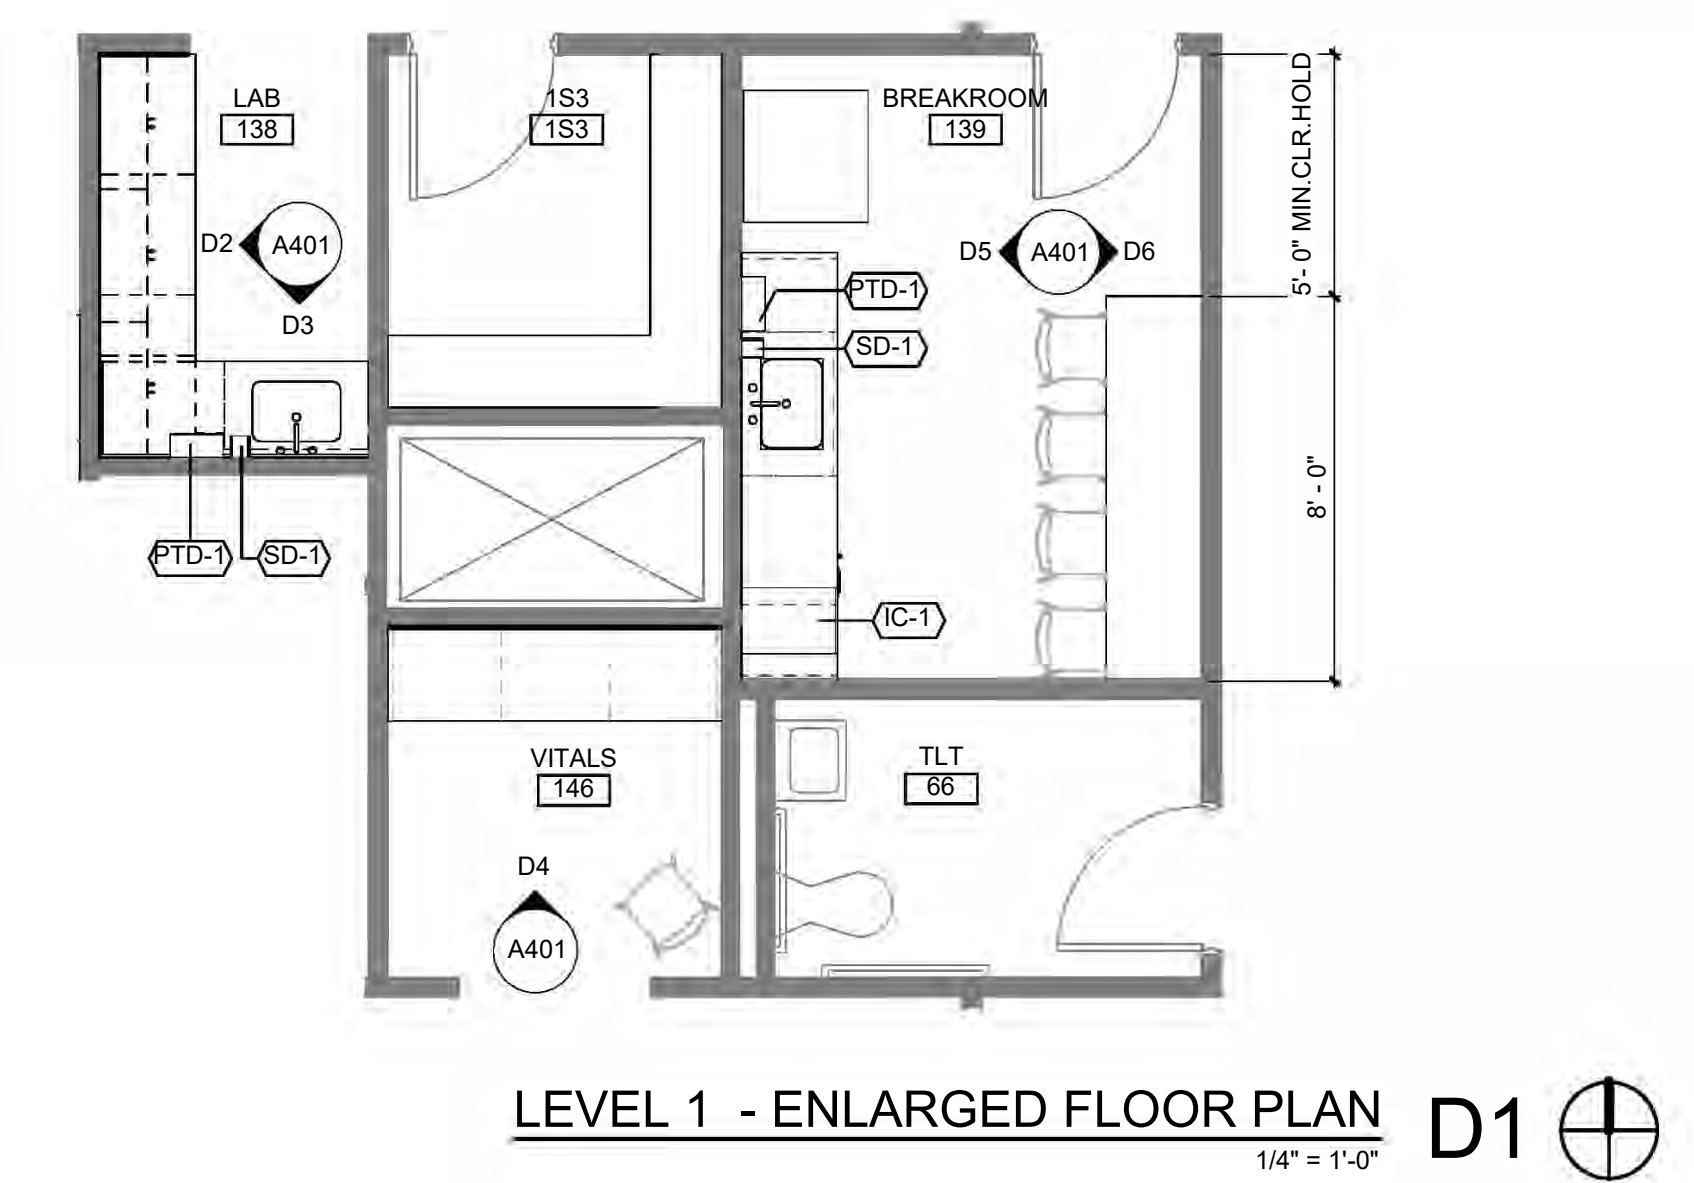 LAB
138
1S3
1S3
BREAKROOM
139
5'- 0" MIN.CLR.HOLD
D2
A401
D3
D5
A401
D6
PTD-1
SD-1
8' - 0"
PTD-1
SD-1
IC-1
VITALS
146
TLT
66
D4
A401
LEVEL 1 - ENLARGED FLOOR PLAN
D1
1/4" = 1'-0"